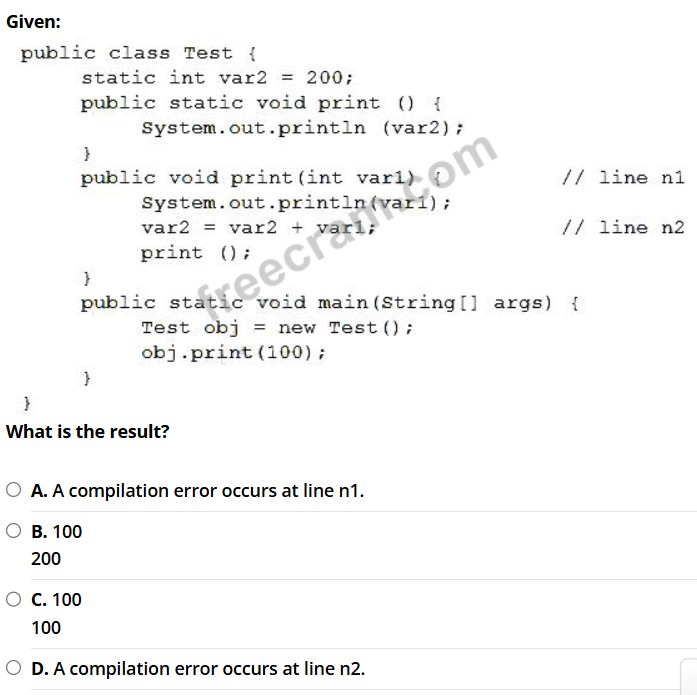 Given:
public class Test {
static int var2 = 200;
public static void print () {
System.out.println (var2);
}
public void print(int var1) { // line n1
System.out.println(var1);
var2 = var2 + var1; // line n2
print ();
}
public static void main(String[] args) {
Test obj = new Test();
obj.print(100);
}
}
freecram.com
What is the result?
A. A compilation error occurs at line n1.
B. 100
200
C. 100
100
D. A compilation error occurs at line n2.